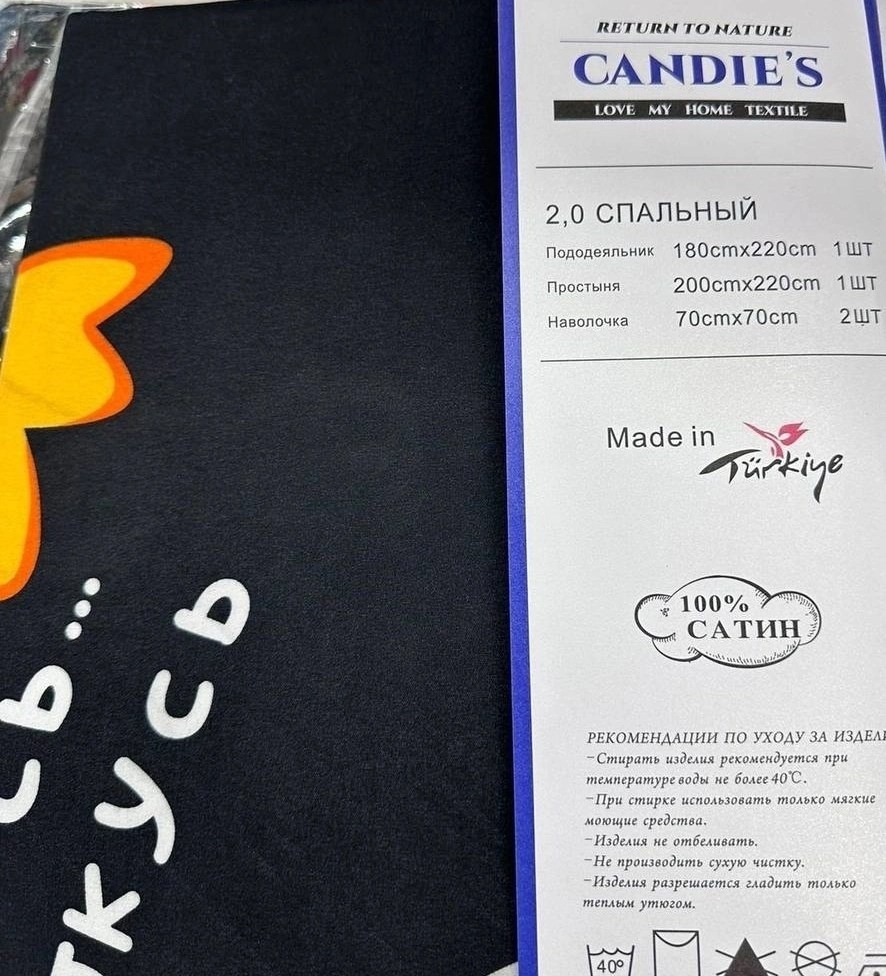 RETURN TO NATURE
CANDIE'S
LOVE MY HOME TEXTILE
2,0 СПАЛЬНЫЙ
Пододеяльник 180cmx220cm 1ШТ
Простыня 200cmx220cm 1ШТ
Наволочка 70cmx70cm 2ШТ
Made in Türkiye
100%
САТИН
РЕКОМЕНДАЦИИ ПО УХОДУ ЗА
-Стирать изделия рекомендуется при
температуре воды не более 40℃.
-При стирке использовать только мягкие
моющие средства.
-Изделия не отбеливать.
-Не производить сухую чистку.
-Изделия разрешается гладить только
теплым утюгом.
40°